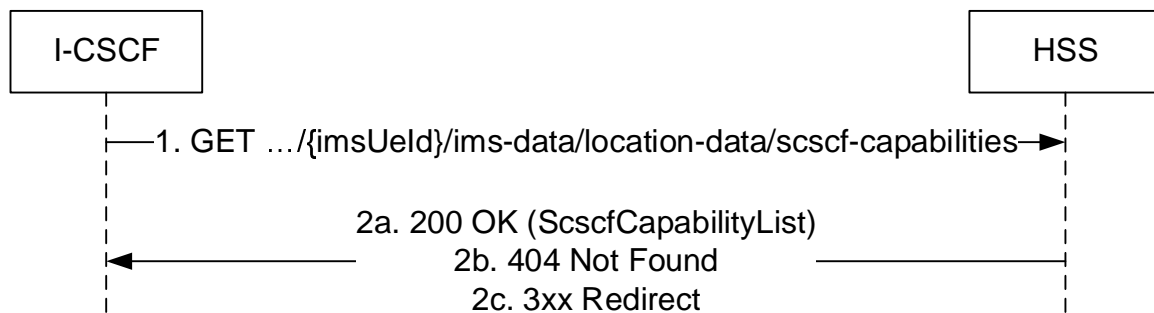 I-CSCF
HSS
1. GET …/{imsUeId}/ims-data/location-data/scscf-capabilities
2a. 200 OK (ScscfCapabilityList)
2b. 404 Not Found
2c. 3xx Redirect